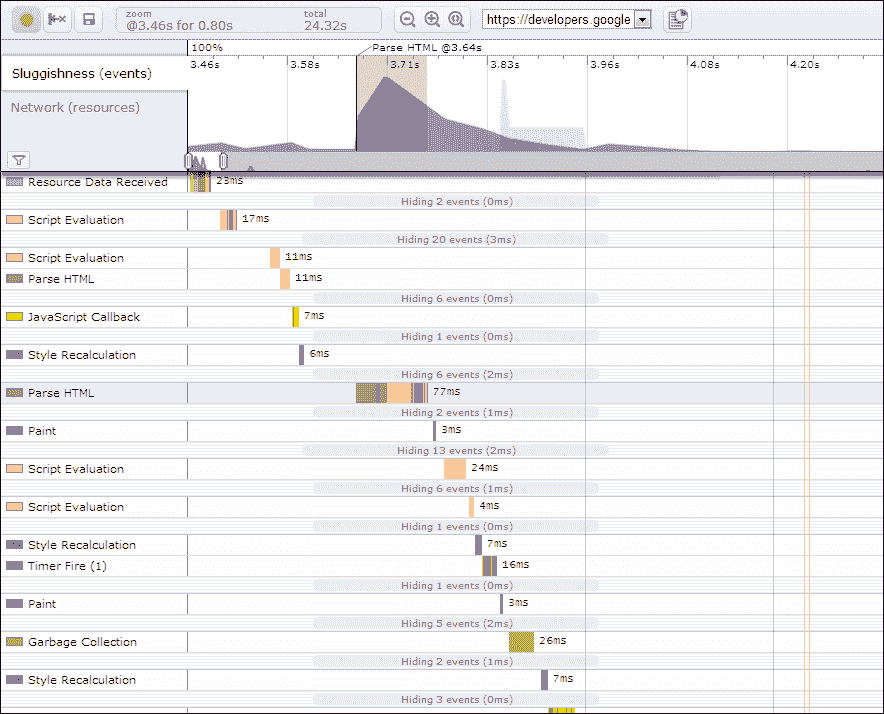 zoom total
@3.46s for 0.80s 24.32s https://developers.google
100% Parse HTML @3.64s
3.46s 3.58s 3.71s 3.83s 3.96s 4.08s 4.20s
Sluggishness (events)
Network (resources)
Resource Data Received 23ms
Hiding 2 events (0ms)
Script Evaluation 17ms
Hiding 20 events (3ms)
Script Evaluation 11ms
Parse HTML 11ms
Hiding 6 events (0ms)
JavaScript Callback 7ms
Hiding 1 events (0ms)
Style Recalculation 6ms
Hiding 6 events (2ms)
Parse HTML 77ms
Hiding 2 events (1ms)
Paint 3ms
Hiding 13 events (2ms)
Script Evaluation 24ms
Hiding 6 events (1ms)
Script Evaluation 4ms
Hiding 1 events (0ms)
Style Recalculation 7ms
Timer Fire (1) 16ms
Hiding 1 events (0ms)
Paint 3ms
Hiding 5 events (2ms)
Garbage Collection 26ms
Hiding 2 events (1ms)
Style Recalculation 7ms
Hiding 3 events (0ms)